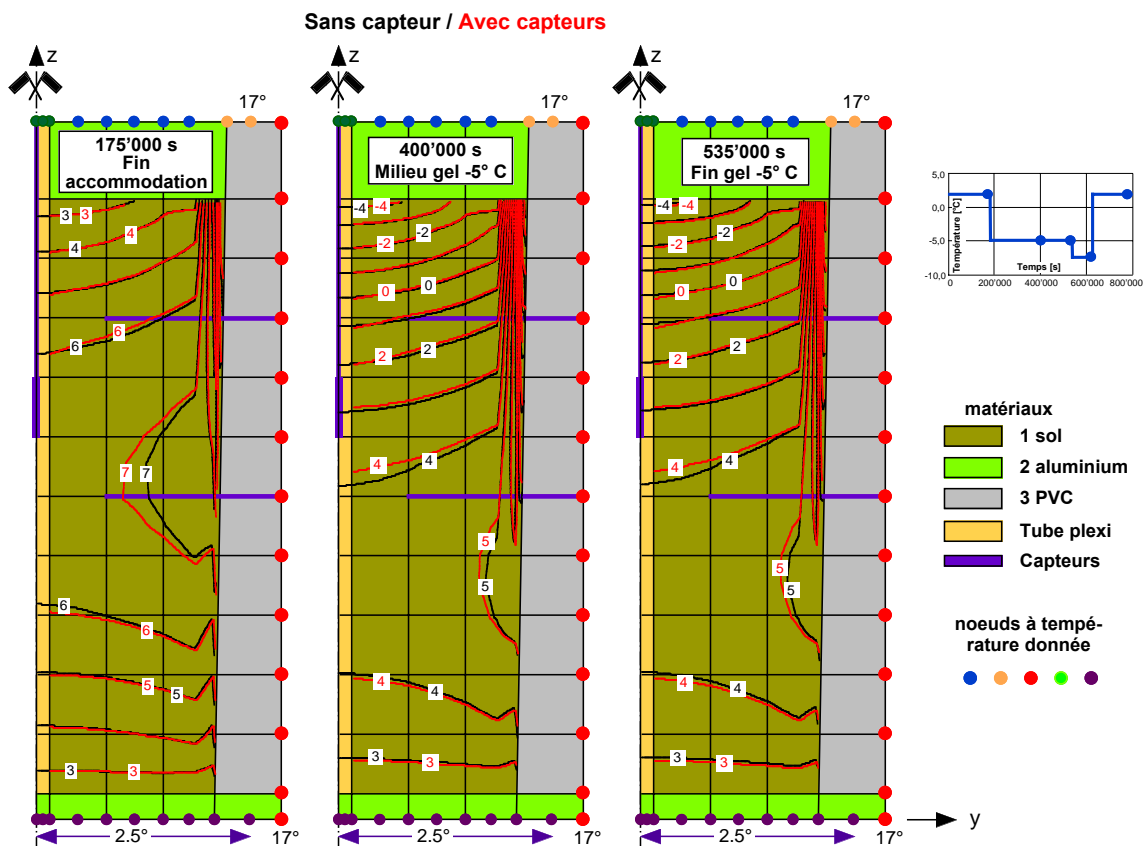 Sans capteur / Avec capteurs
z
z
z
17°
17°
17°
175'000 s
Fin
accommodation
400'000 s
Milieu gel -5° C
535'000 s
Fin gel -5° C
3
3
4
4
6
6
7
7
6
6
5
5
3
3
-4
-4
-2
-2
0
0
2
2
4
4
5
5
4
4
3
3
-4
-4
-2
-2
0
0
2
2
4
4
5
5
4
4
3
3
2.5°
17°
2.5°
17°
2.5°
17°
y
5,0
0,0
-5,0
-10,0
Température [°C]
Temps [s]
0
200'000
400'000
600'000
800'000
matériaux
1 sol
2 aluminium
3 PVC
Tube plexi
Capteurs
noeuds à tempé-
rature donnée